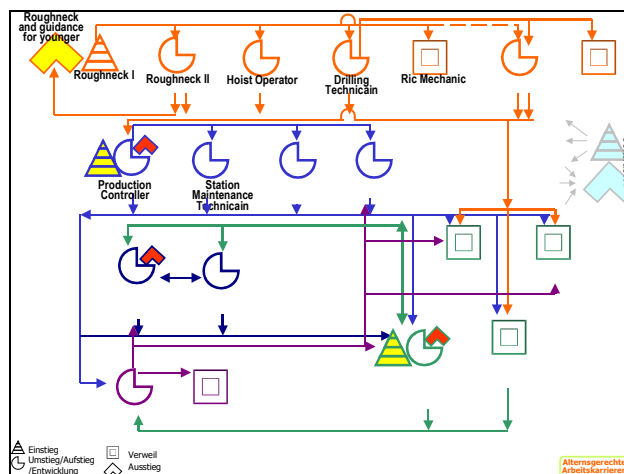 Roughneck
and guidance
for younger
Roughneck I
Roughneck II
Hoist Operator
Drilling
Technicain
Ric Mechanic
Production
Controller
Station
Maintenance
Technicain
Einstieg
Umstieg/Aufstieg
/Entwicklung
Verweil
Ausstieg
Alternsgerechte
Arbeitskarrieren